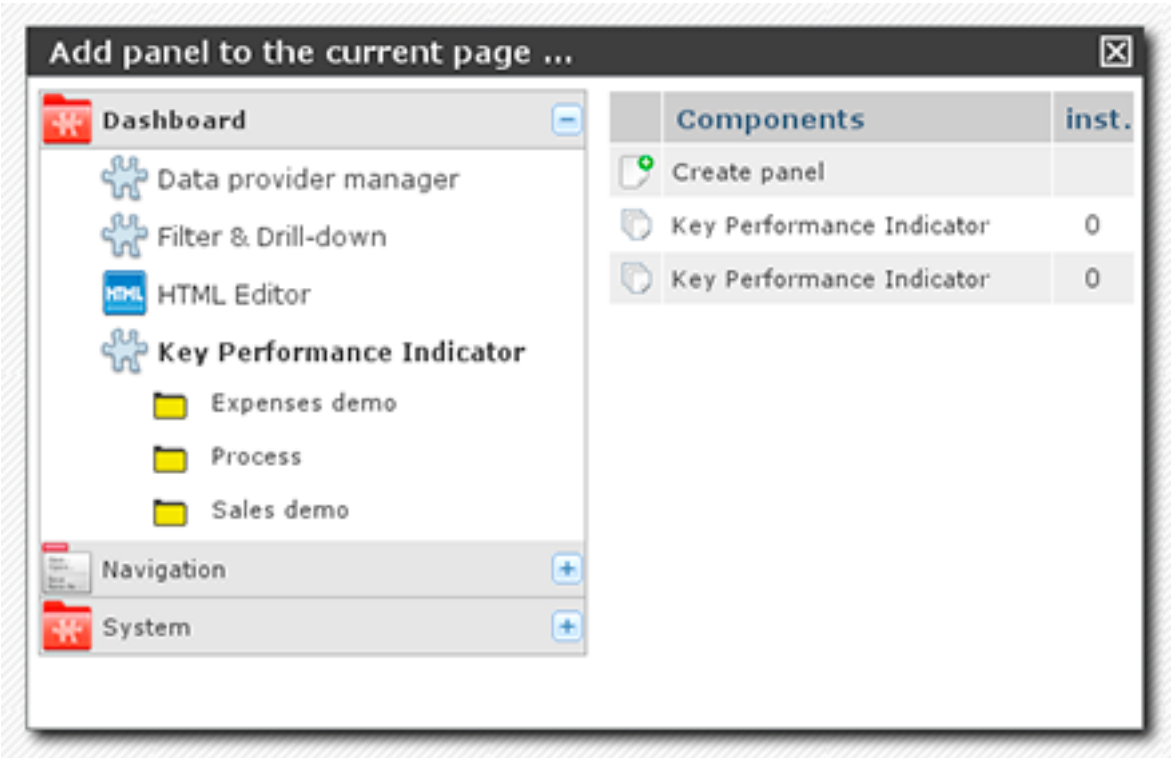 Add panel to the current page ...
Dashboard
Data provider manager
Filter & Drill-down
HTML
HTML Editor
Key Performance Indicator
Expenses demo
Process
Sales demo
Navigation
System
Components inst.
Create panel
Key Performance Indicator 0
Key Performance Indicator 0